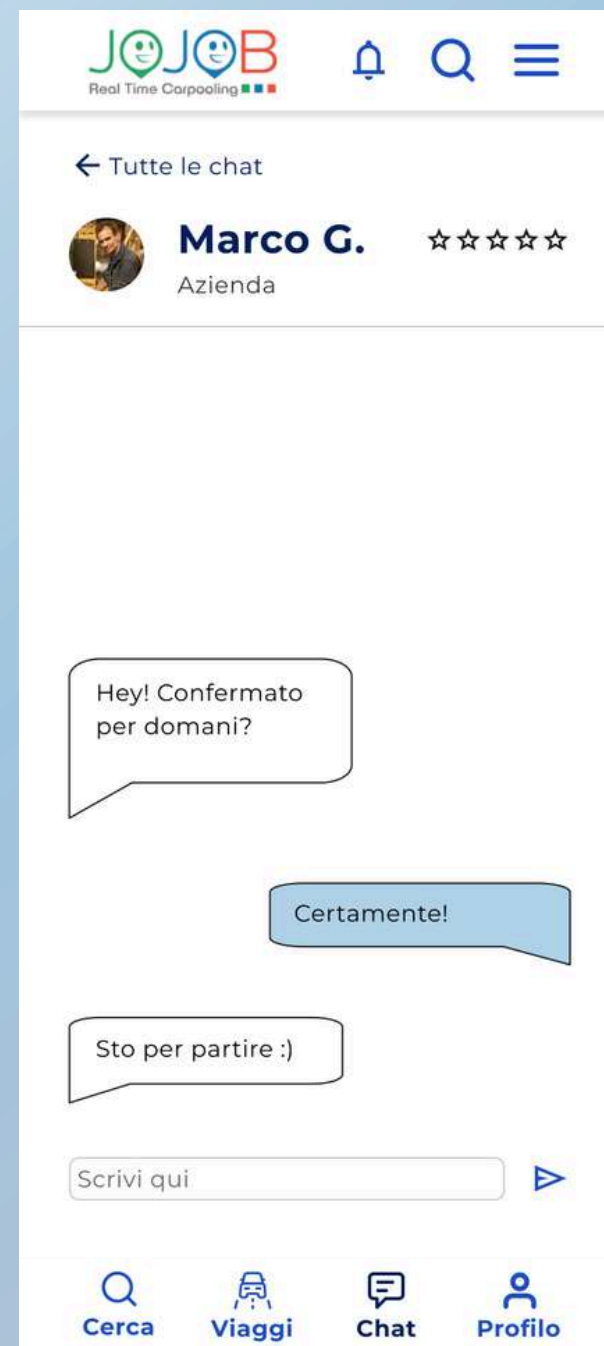 JOJOB
Real Time Carpooling
← Tutte le chat
Marco G.
Azienda
Hey! Confermato
per domani?
Certamente!
Sto per partire :)
Scrivi qui
Cerca Viaggi Chat Profilo